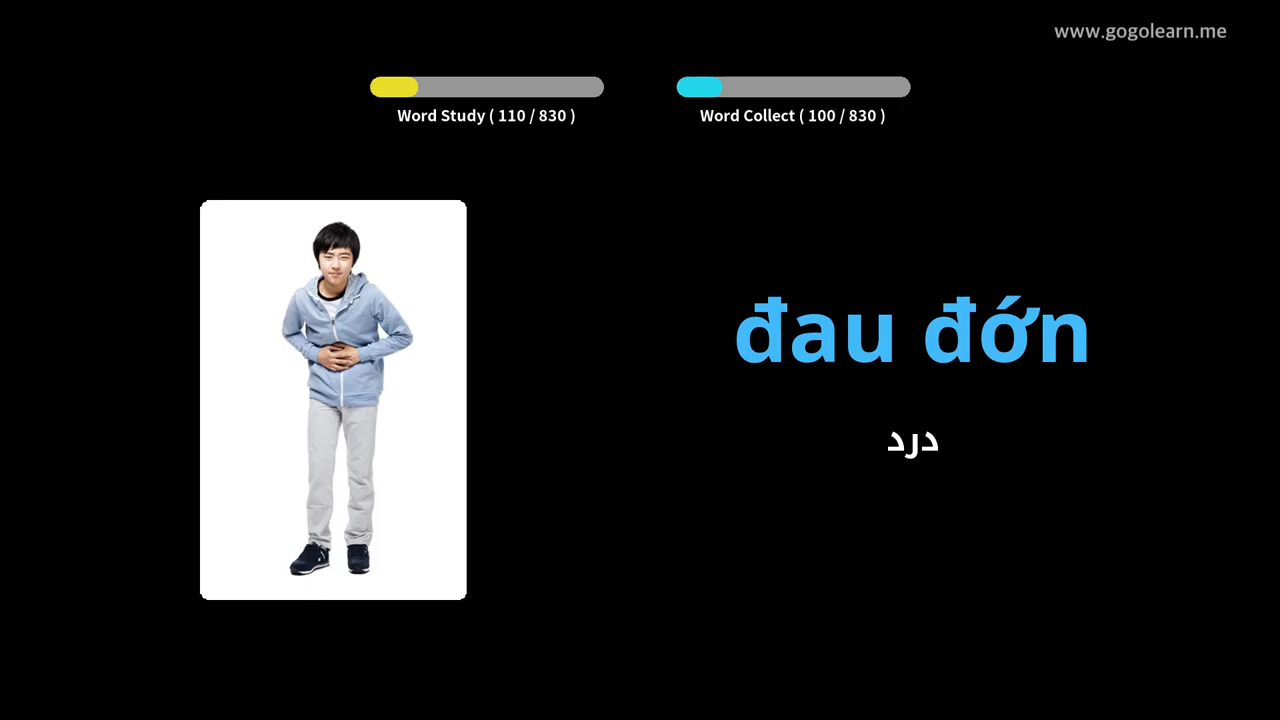 www.gogolearn.me
Word Study ( 110 / 830 )
Word Collect ( 100 / 830 )
đau đớn
درد